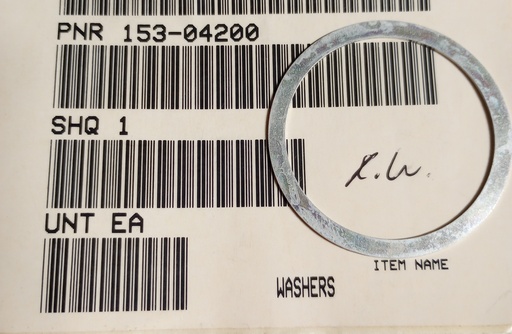 PNR 153-04200
SHQ 1
R.W.
UNT EA
ITEM NAME
WASHERS